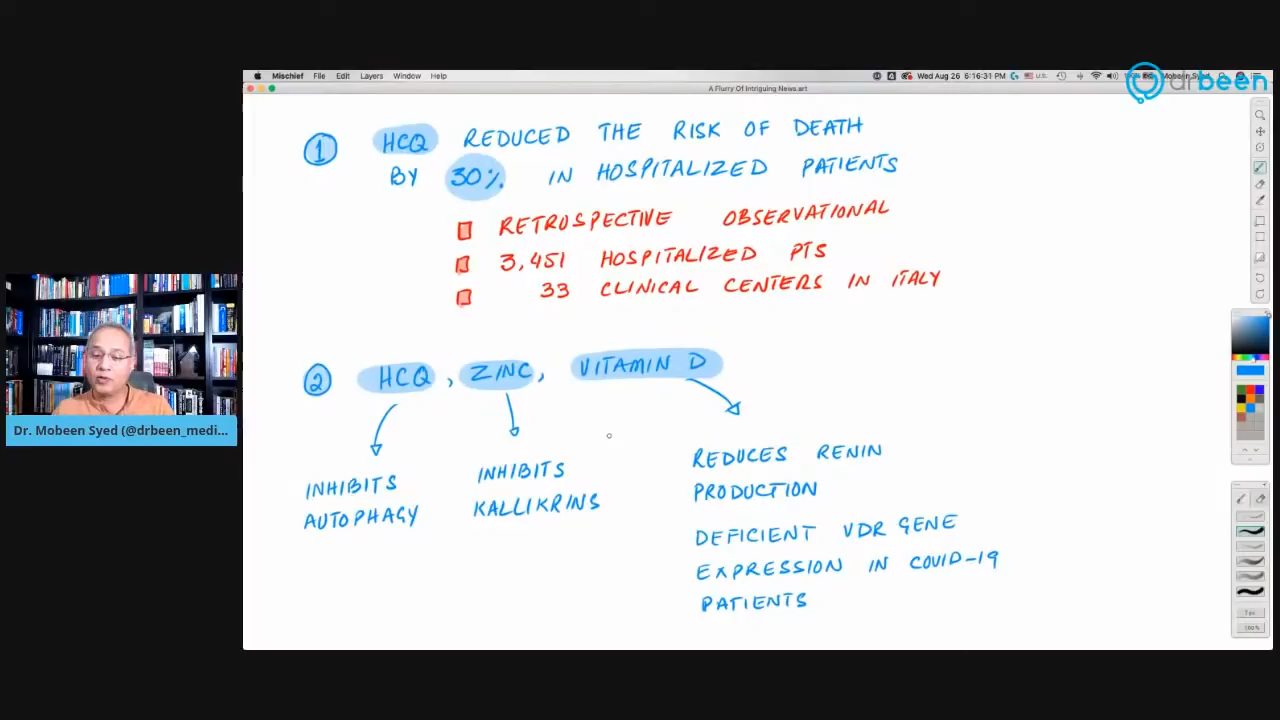 Mischief File Edit Layers Window Help
Wed Aug 26 6:16:31 PM Mobeen Syed
drbeen
A Flurry Of Intriguing News.art
1 HCQ REDUCED THE RISK OF DEATH
BY 30% IN HOSPITALIZED PATIENTS
RETROSPECTIVE OBSERVATIONAL
3,451 HOSPITALIZED PTS
33 CLINICAL CENTERS IN ITALY
2 HCQ, ZINC, VITAMIN D
INHIBITS
AUTOPHAGY
INHIBITS
KALLIKRINS
REDUCES RENIN
PRODUCTION
DEFICIENT VDR GENE
EXPRESSION IN COVID-19
PATIENTS
Dr. Mobeen Syed (@drbeen_medi...